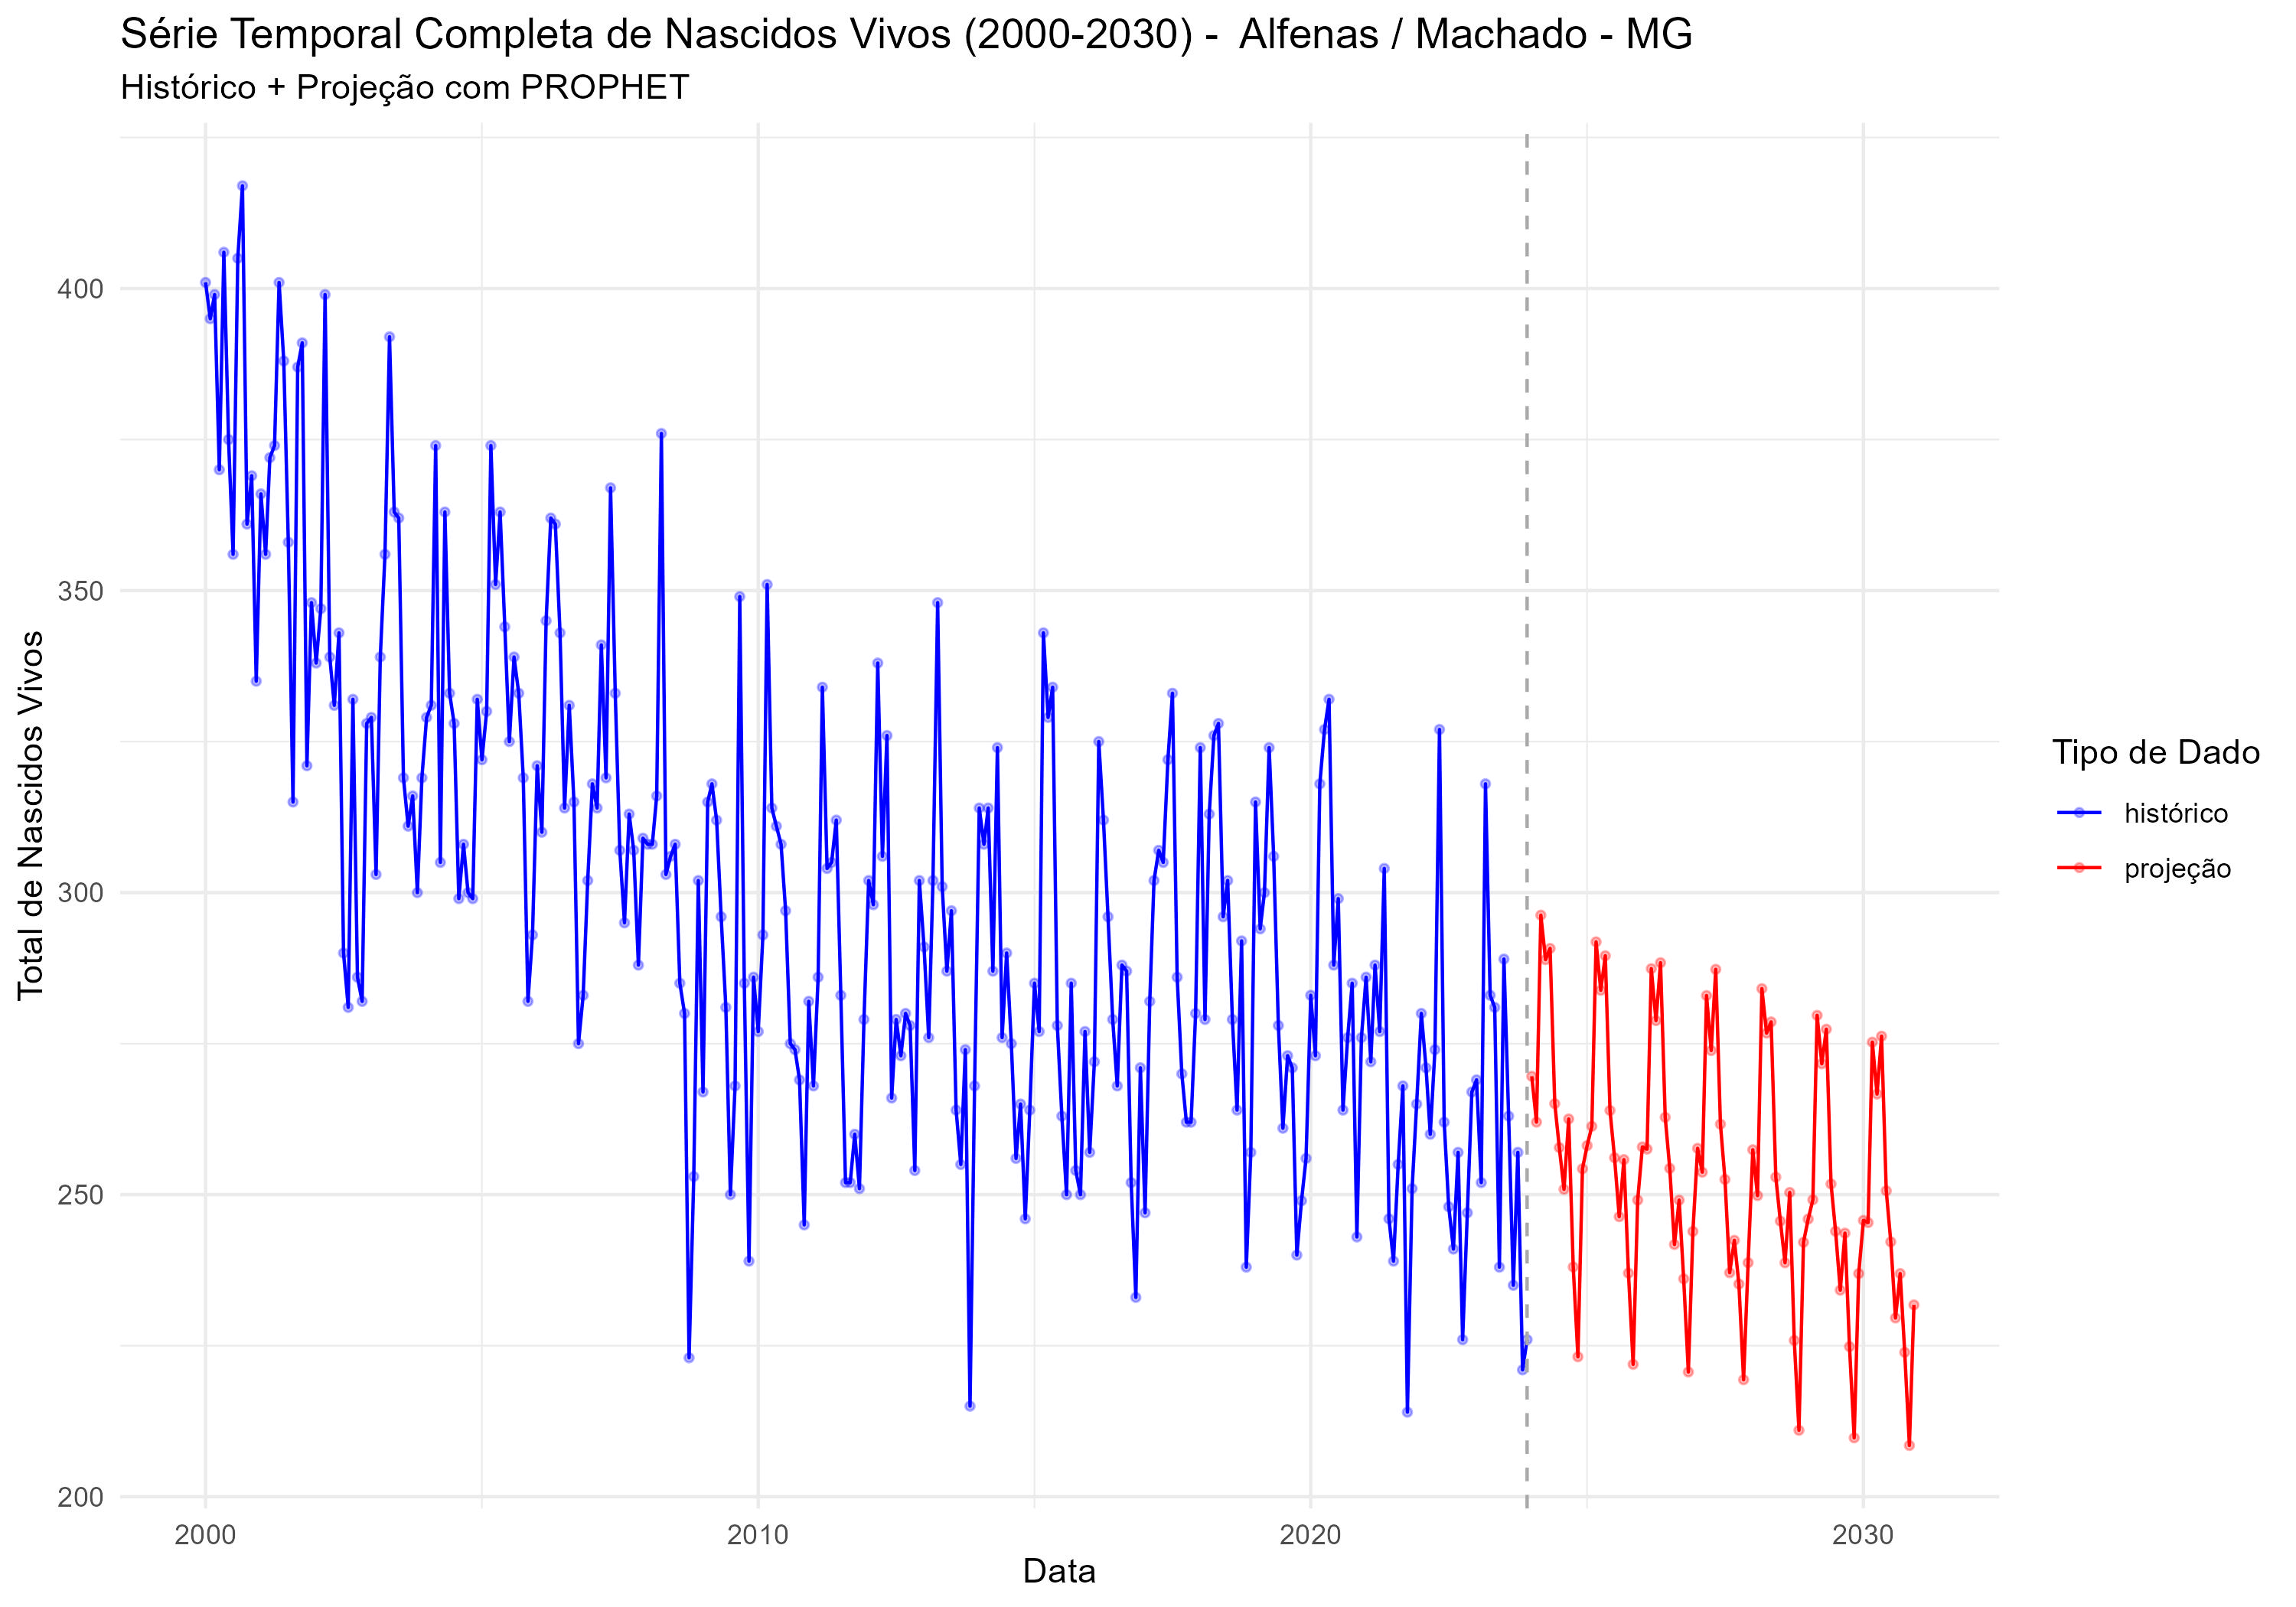 Série Temporal Completa de Nascidos Vivos (2000-2030) -  Alfenas / Machado - MG
Histórico + Projeção com PROPHET
Total de Nascidos Vivos
400
350
300
250
200
2000
2010
2020
2030
Data
Tipo de Dado
histórico
projeção